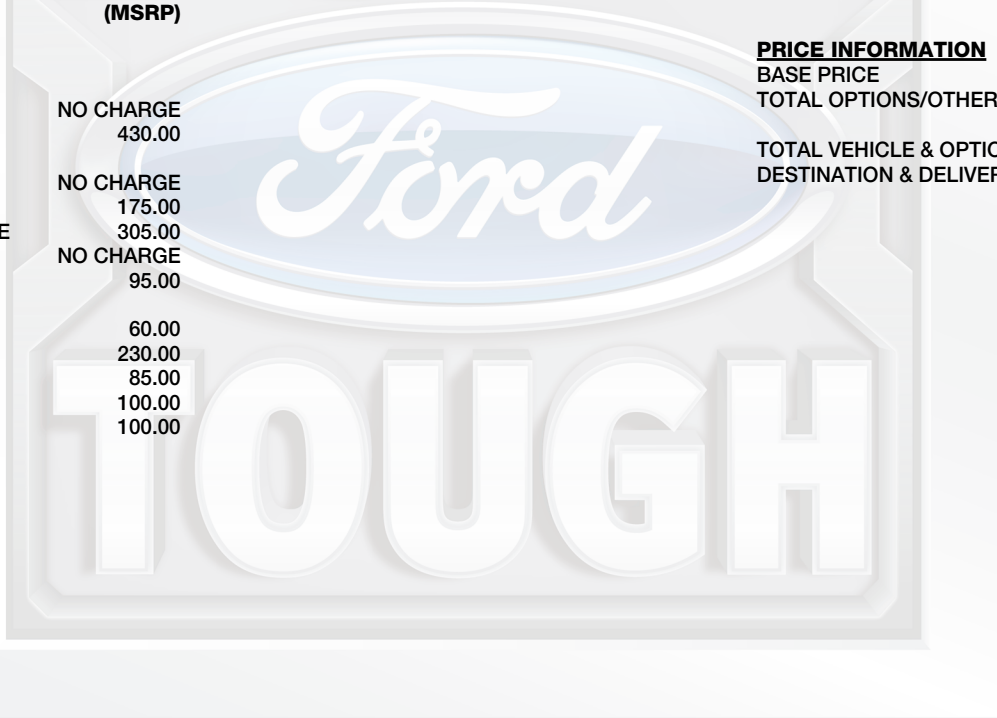 (MSRP)
NO CHARGE
430.00
NO CHARGE
175.00
E 305.00
NO CHARGE
95.00
60.00
230.00
85.00
100.00
100.00
PRICE INFORMATION
BASE PRICE
TOTAL OPTIONS/OTHER
TOTAL VEHICLE & OPTIO
DESTINATION & DELIVER
Ford
TOUGH